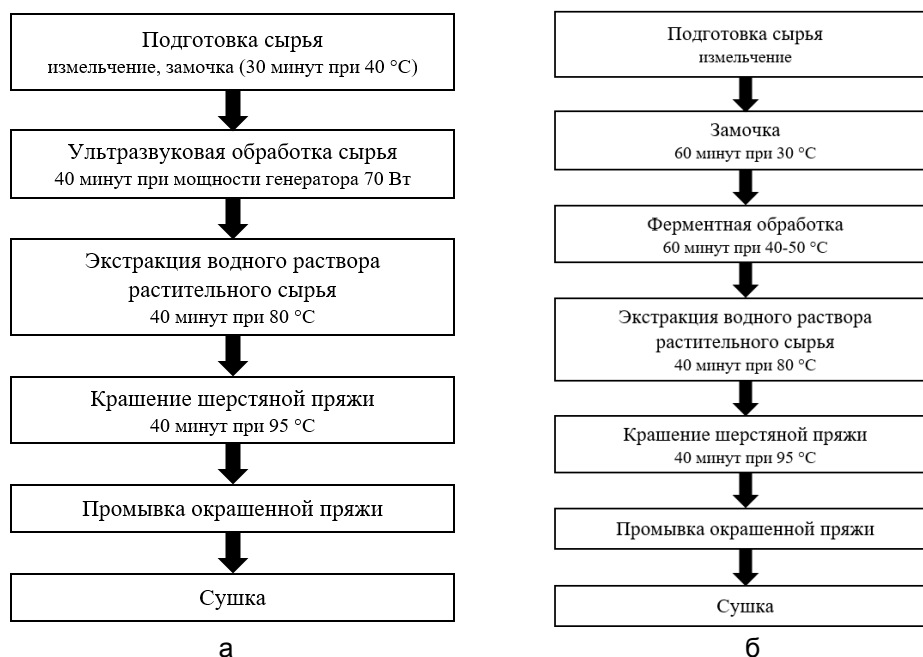 Подготовка сырья
измельчение, замочка (30 минут при 40 °C)
Ультразвуковая обработка сырья
40 минут при мощности генератора 70 Вт
Экстракция водного раствора
растительного сырья
40 минут при 80 °C
Крашение шерстяной пряжи
40 минут при 95 °C
Промывка окрашенной пряжи
Сушка
а
Подготовка сырья
измельчение
Замочка
60 минут при 30 °C
Ферментная обработка
60 минут при 40-50 °C
Экстракция водного раствора
растительного сырья
40 минут при 80 °C
Крашение шерстяной пряжи
40 минут при 95 °C
Промывка окрашенной пряжи
Сушка
б